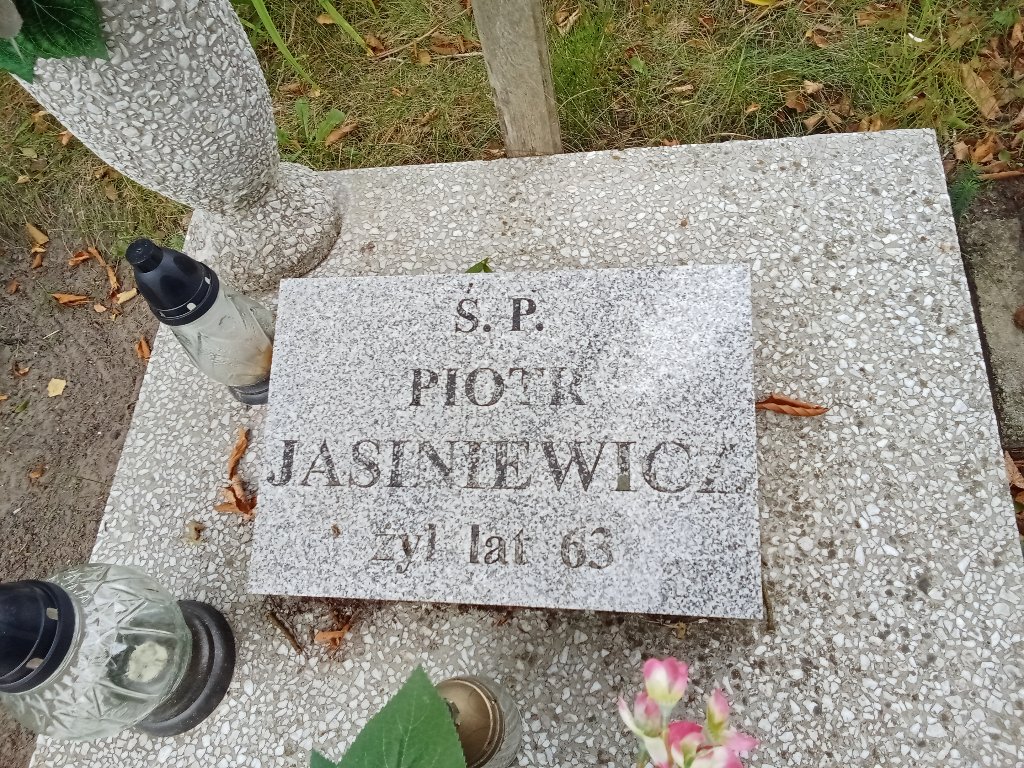 Ś. P.
PIOTR
JASINIEWICZ
żył lat 63